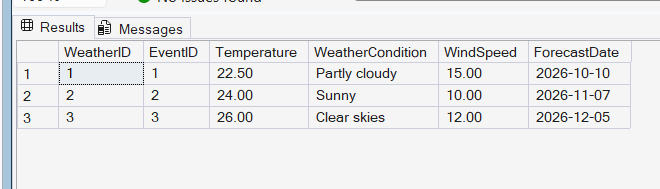 No issues found
Results Messages
WeatherID EventID Temperature WeatherCondition WindSpeed ForecastDate
1 1 1 22.50 Partly cloudy 15.00 2026-10-10
2 2 2 24.00 Sunny 10.00 2026-11-07
3 3 3 26.00 Clear skies 12.00 2026-12-05